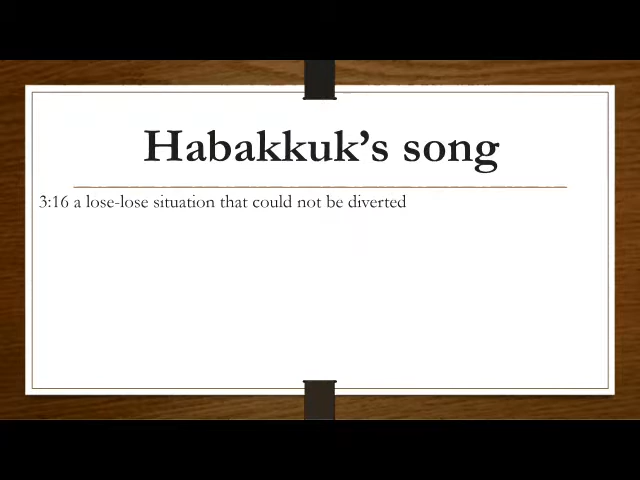 Habakkuk’s song
3:16 a lose-lose situation that could not be diverted